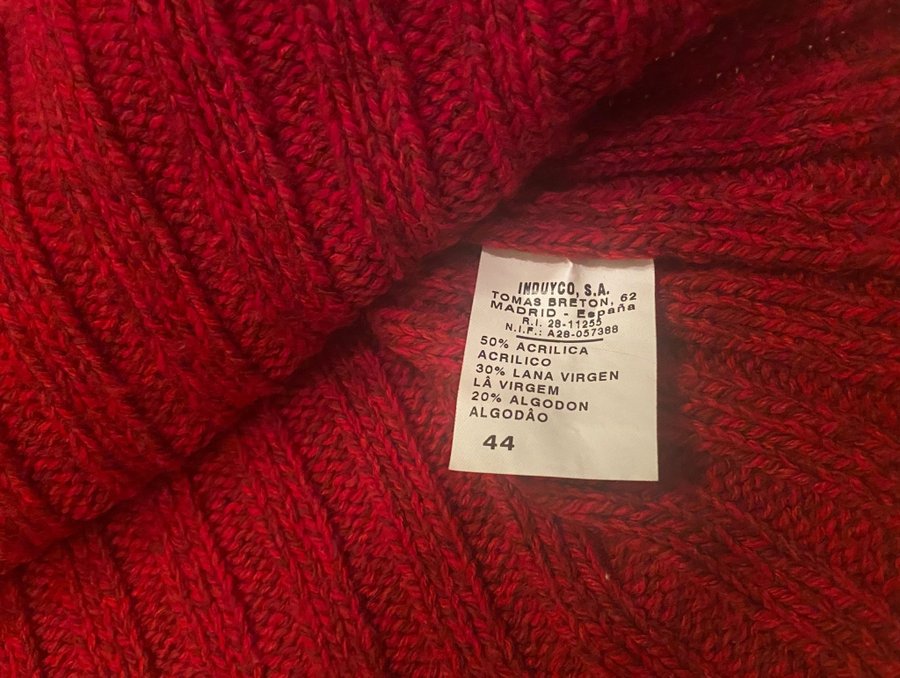 INDUYCO, S.A.
TOMAS BRETON, 62
MADRID - España
R.I. 28-11255
N.I.F.: A28-057388
50% ACRILICA
ACRILICO
30% LANA VIRGEN
LÂ VIRGEM
20% ALGODON
ALGODÂO
44